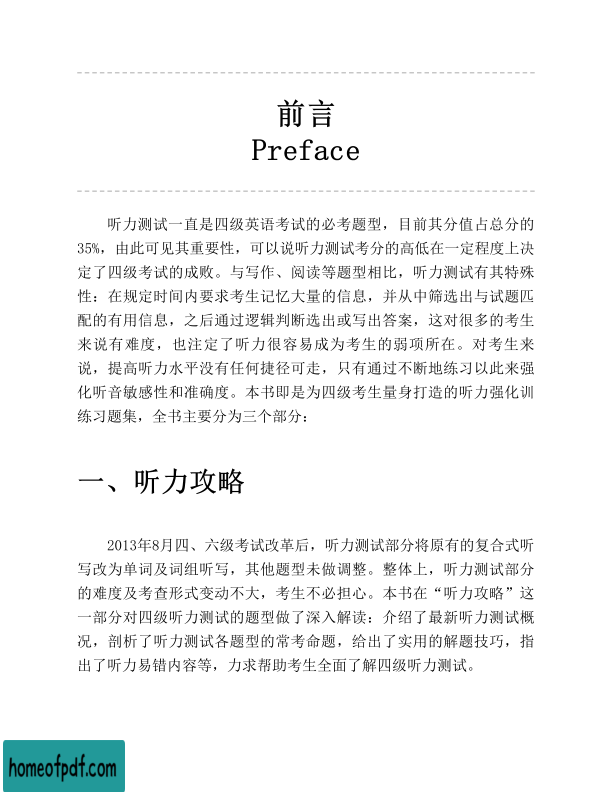 前言
Preface
听力测试一直是四级英语考试的必考题型，目前其分值占总分的
35%，由此可见其重要性，可以说听力测试考分的高低在一定程度上决
定了四级考试的成败。与写作、阅读等题型相比，听力测试有其特殊
性：在规定时间内要求考生记忆大量的信息，并从中筛选出与试题匹
配的有用信息，之后通过逻辑判断选出或写出答案，这对很多的考生
来说有难度，也注定了听力很容易成为考生的弱项所在。对考生来
说，提高听力水平没有任何捷径可走，只有通过不断地练习以此来强
化听音敏感性和准确度。本书即是为四级考生量身打造的听力强化训
练习题集，全书主要分为三个部分：
一、听力攻略
2013年8月四、六级考试改革后，听力测试部分将原有的复合式听
写改为单词及词组听写，其他题型未做调整。整体上，听力测试部分
的难度及考查形式变动不大，考生不必担心。本书在“听力攻略”这
一部分对四级听力测试的题型做了深入解读：介绍了最新听力测试概
况，剖析了听力测试各题型的常考命题，给出了实用的解题技巧，指
出了听力易错内容等，力求帮助考生全面了解四级听力测试。
homeofpdf.com